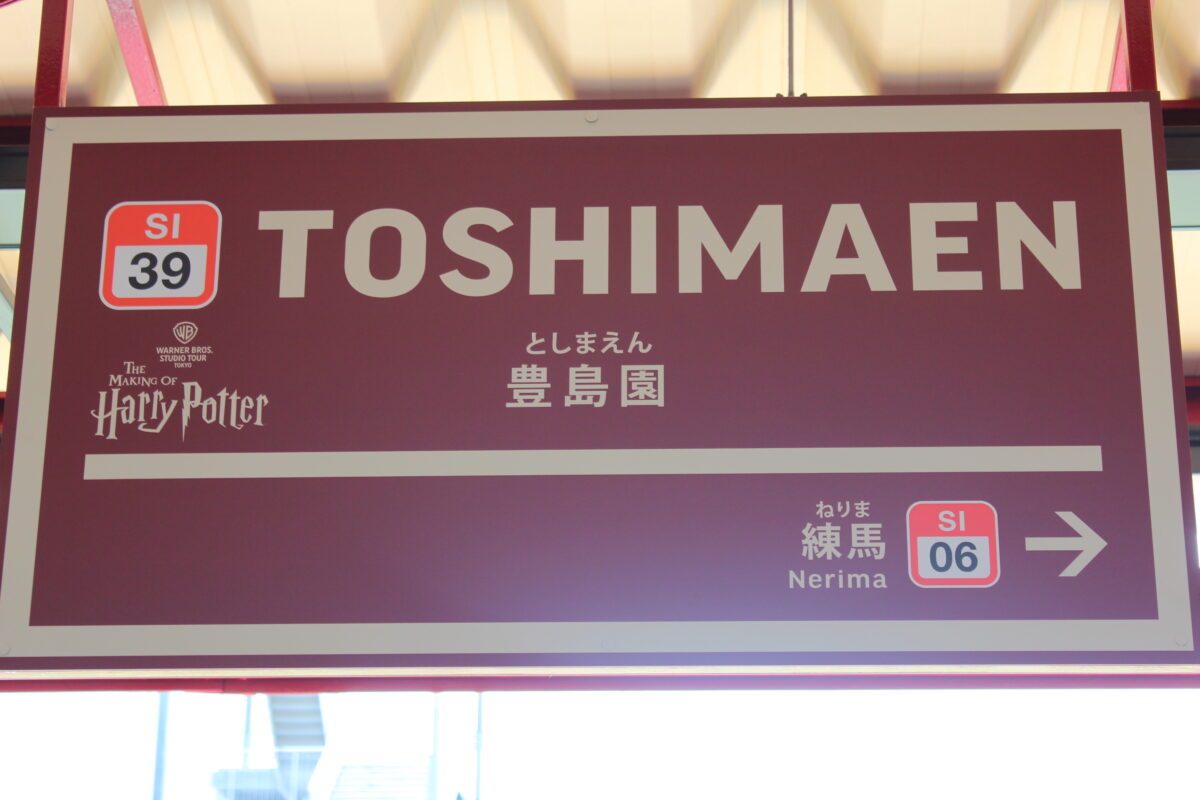 SI
39
TOSHIMAEN
WB
WARNER BROS.
STUDIO TOUR
TOKYO
THE
MAKING OF
Harry Potter
としまえん
豊島園
ねりま
練馬
Nerima
SI
06